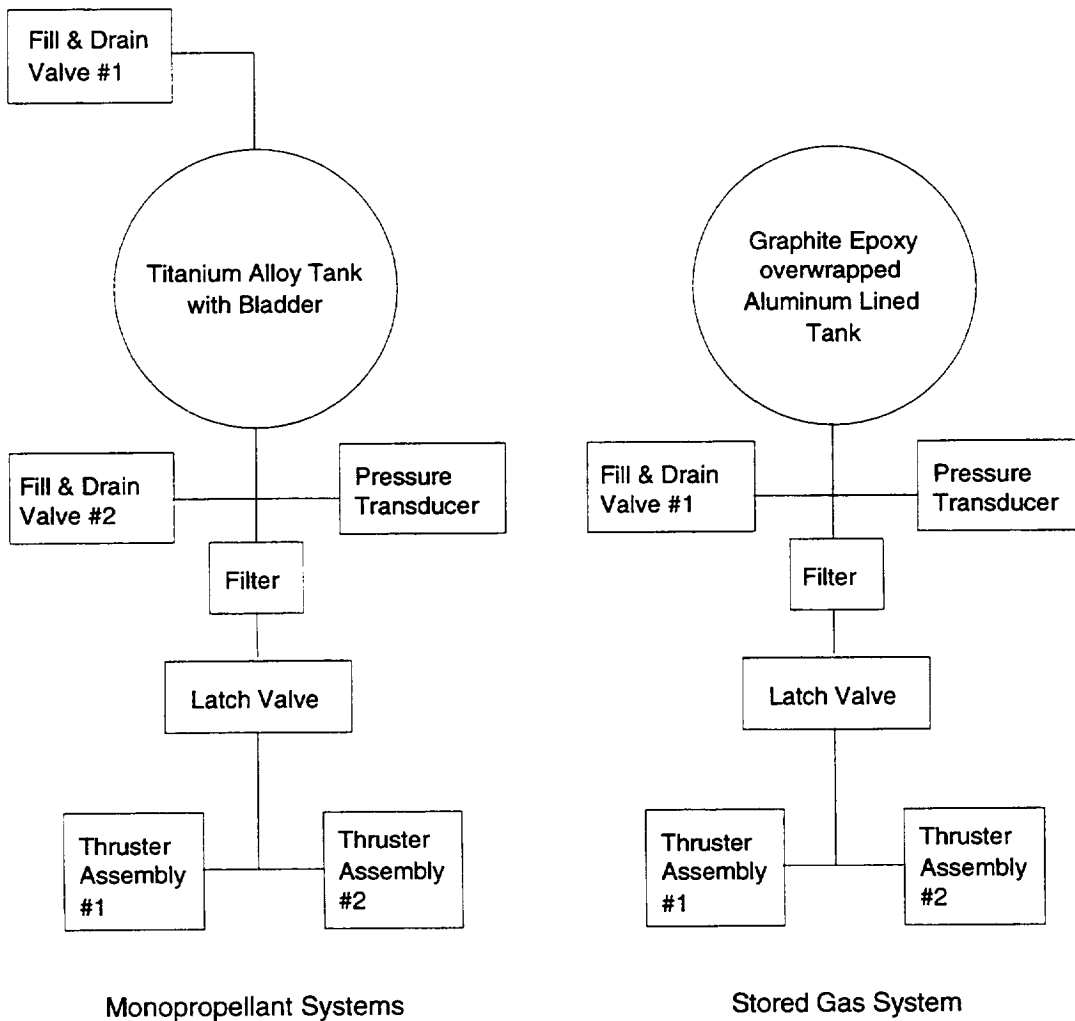 Fill & Drain
Valve #1
Titanium Alloy Tank
with Bladder
Fill & Drain
Valve #2
Pressure
Transducer
Filter
Latch Valve
Thruster
Assembly
#1
Thruster
Assembly
#2
Monopropellant Systems
Graphite Epoxy
overwrapped
Aluminum Lined
Tank
Fill & Drain
Valve #1
Pressure
Transducer
Filter
Latch Valve
Thruster
Assembly
#1
Thruster
Assembly
#2
Stored Gas System